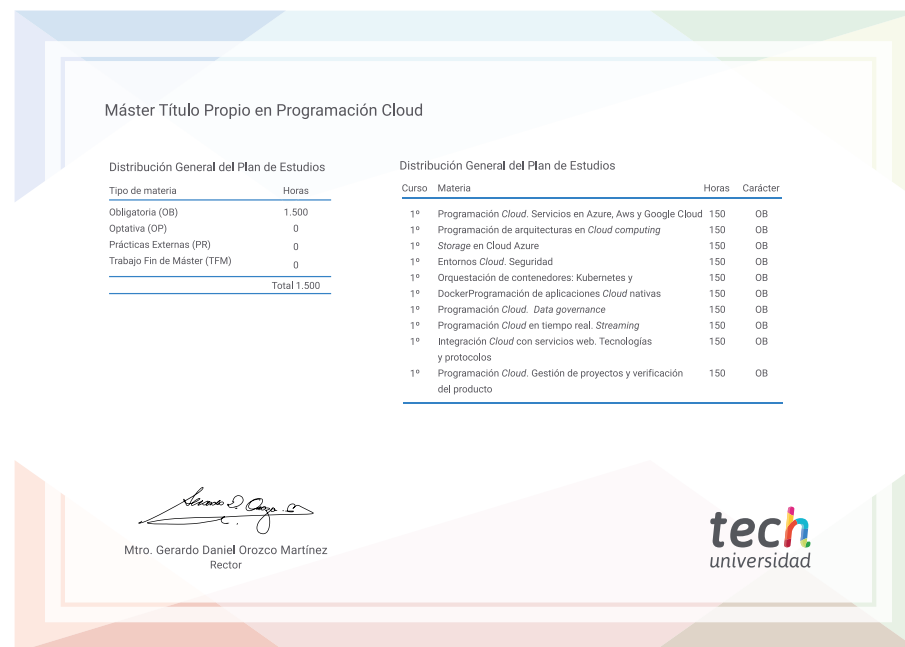 Máster Título Propio en Programación Cloud
Distribución General del Plan de Estudios
Tipo de materia Horas
Obligatoria (OB) 1.500
Optativa (OP) 0
Prácticas Externas (PR) 0
Trabajo Fin de Máster (TFM) 0
Total 1.500
Distribución General del Plan de Estudios
Curso Materia Horas Carácter
1º Programación Cloud. Servicios en Azure, Aws y Google Cloud 150 OB
1º Programación de arquitecturas en Cloud computing 150 OB
1º Storage en Cloud Azure 150 OB
1º Entornos Cloud. Seguridad 150 OB
1º Orquestación de contenedores: Kubernetes y 150 OB
1º DockerProgramación de aplicaciones Cloud nativas 150 OB
1º Programación Cloud. Data governance 150 OB
1º Programación Cloud en tiempo real. Streaming 150 OB
1º Integración Cloud con servicios web. Tecnologías 150 OB
y protocolos
1º Programación Cloud. Gestión de proyectos y verificación 150 OB
del producto
Mtro. Gerardo Daniel Orozco Martínez
Rector
tech
universidad